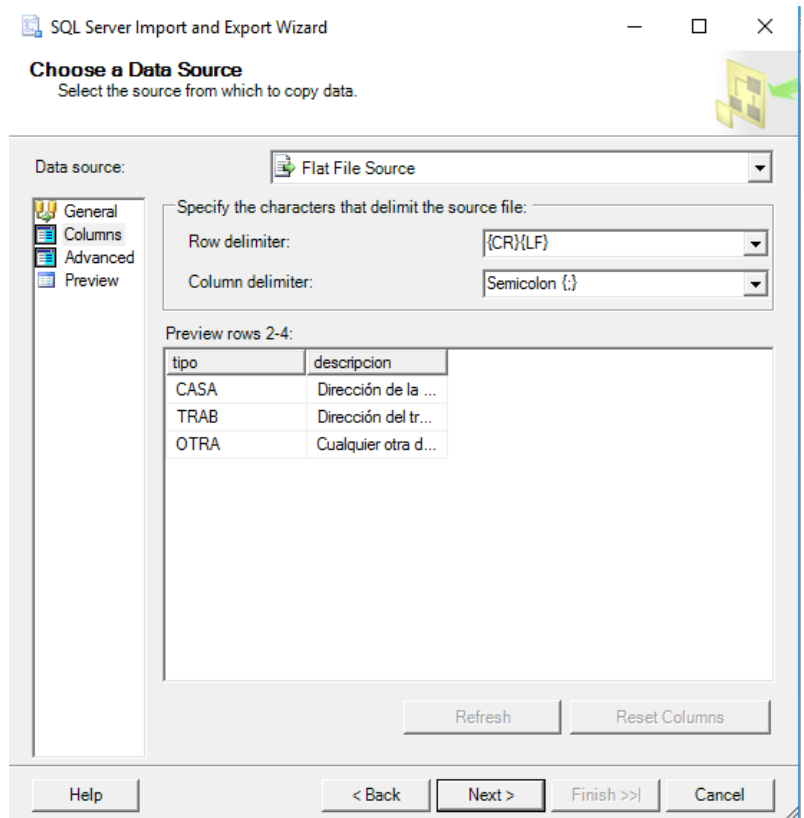 SQL Server Import and Export Wizard
Choose a Data Source
Select the source from which to copy data.
Data source:
Flat File Source
General
Columns
Advanced
Preview
Specify the characters that delimit the source file:
Row delimiter:
{CR}{LF}
Column delimiter:
Semicolon {;}
Preview rows 2-4:
tipo descripcion
CASA Dirección de la ...
TRAB Dirección del tr...
OTRA Cualquier otra d...
Refresh Reset Columns
Help < Back Next > Finish >>| Cancel